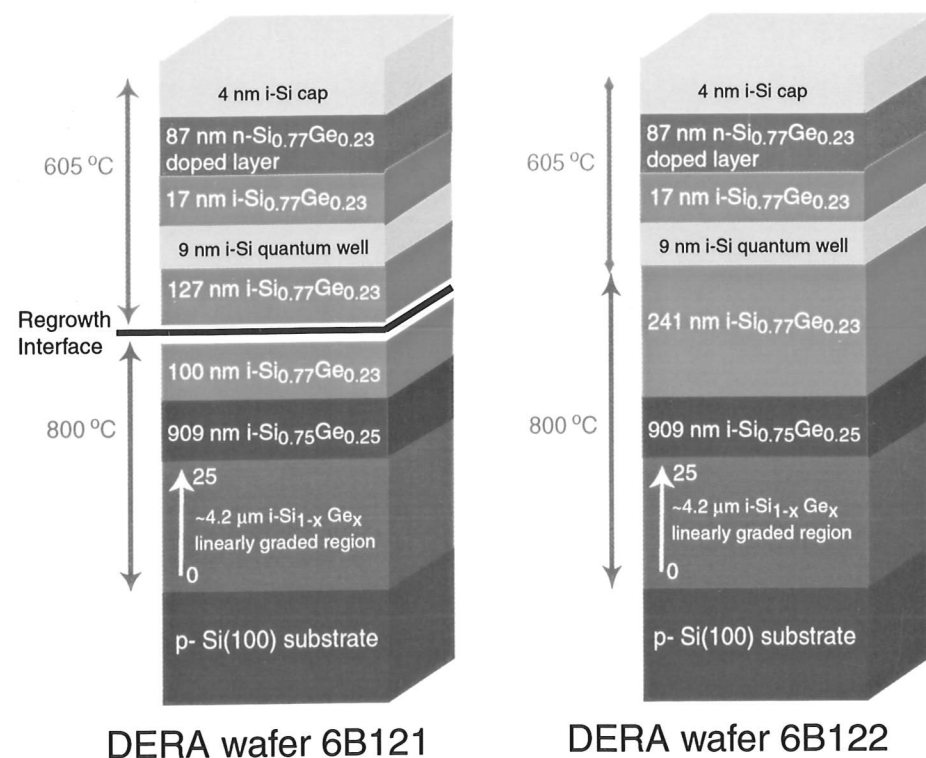 605 °C
4 nm i-Si cap
87 nm n-Si0.77Ge0.23
doped layer
17 nm i-Si0.77Ge0.23
9 nm i-Si quantum well
127 nm i-Si0.77Ge0.23
Regrowth
Interface
800 °C
100 nm i-Si0.77Ge0.23
909 nm i-Si0.75Ge0.25
25
~4.2 μm i-Si1-x Gex
linearly graded region
0
p- Si(100) substrate
DERA wafer 6B121
605 °C
4 nm i-Si cap
87 nm n-Si0.77Ge0.23
doped layer
17 nm i-Si0.77Ge0.23
9 nm i-Si quantum well
241 nm i-Si0.77Ge0.23
800 °C
909 nm i-Si0.75Ge0.25
25
~4.2 μm i-Si1-x Gex
linearly graded region
0
p- Si(100) substrate
DERA wafer 6B122